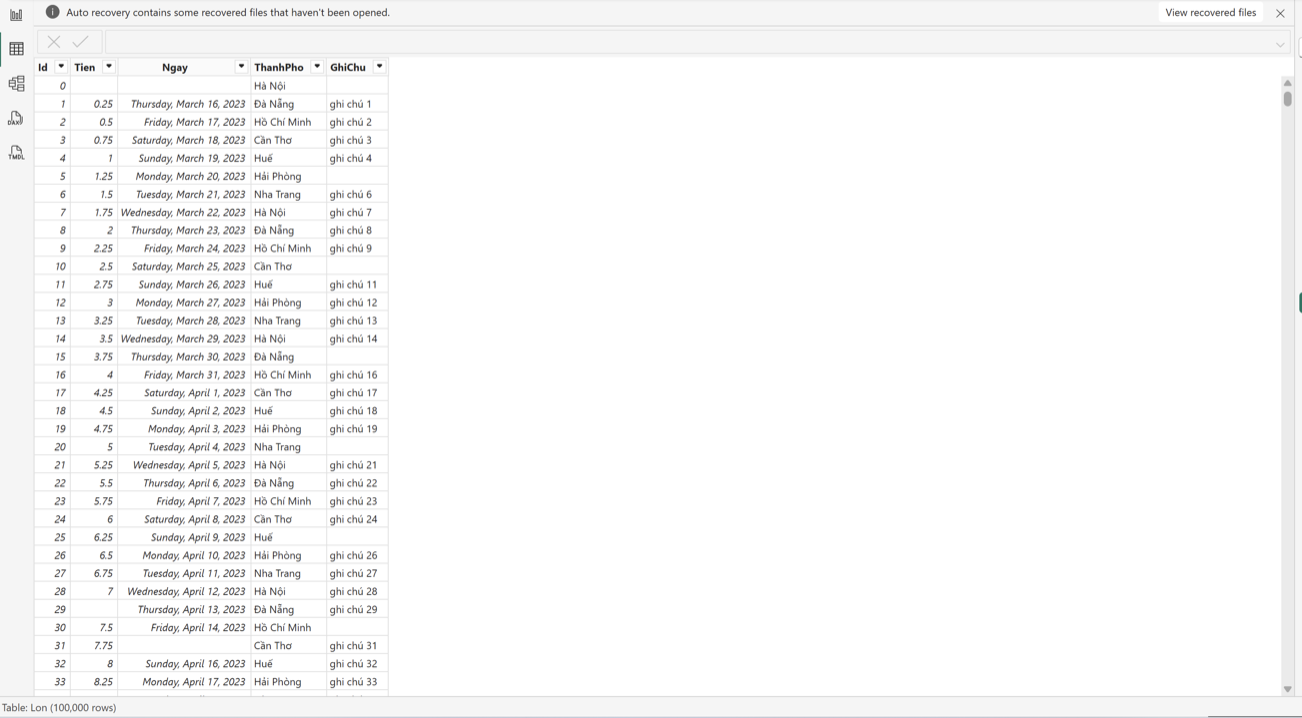 Auto recovery contains some recovered files that haven't been opened. View recovered files
Id Tien Ngay ThanhPho GhiChu
0 Hà Nội
1 0.25 Thursday, March 16, 2023 Đà Nẵng ghi chú 1
2 0.5 Friday, March 17, 2023 Hồ Chí Minh ghi chú 2
3 0.75 Saturday, March 18, 2023 Cần Thơ ghi chú 3
4 1 Sunday, March 19, 2023 Huế ghi chú 4
5 1.25 Monday, March 20, 2023 Hải Phòng
6 1.5 Tuesday, March 21, 2023 Nha Trang ghi chú 6
7 1.75 Wednesday, March 22, 2023 Hà Nội ghi chú 7
8 2 Thursday, March 23, 2023 Đà Nẵng ghi chú 8
9 2.25 Friday, March 24, 2023 Hồ Chí Minh ghi chú 9
10 2.5 Saturday, March 25, 2023 Cần Thơ
11 2.75 Sunday, March 26, 2023 Huế ghi chú 11
12 3 Monday, March 27, 2023 Hải Phòng ghi chú 12
13 3.25 Tuesday, March 28, 2023 Nha Trang ghi chú 13
14 3.5 Wednesday, March 29, 2023 Hà Nội ghi chú 14
15 3.75 Thursday, March 30, 2023 Đà Nẵng
16 4 Friday, March 31, 2023 Hồ Chí Minh ghi chú 16
17 4.25 Saturday, April 1, 2023 Cần Thơ ghi chú 17
18 4.5 Sunday, April 2, 2023 Huế ghi chú 18
19 4.75 Monday, April 3, 2023 Hải Phòng ghi chú 19
20 5 Tuesday, April 4, 2023 Nha Trang
21 5.25 Wednesday, April 5, 2023 Hà Nội ghi chú 21
22 5.5 Thursday, April 6, 2023 Đà Nẵng ghi chú 22
23 5.75 Friday, April 7, 2023 Hồ Chí Minh ghi chú 23
24 6 Saturday, April 8, 2023 Cần Thơ ghi chú 24
25 6.25 Sunday, April 9, 2023 Huế
26 6.5 Monday, April 10, 2023 Hải Phòng ghi chú 26
27 6.75 Tuesday, April 11, 2023 Nha Trang ghi chú 27
28 7 Wednesday, April 12, 2023 Hà Nội ghi chú 28
29 Thursday, April 13, 2023 Đà Nẵng ghi chú 29
30 7.5 Friday, April 14, 2023 Hồ Chí Minh
31 7.75 Cần Thơ ghi chú 31
32 8 Sunday, April 16, 2023 Huế ghi chú 32
33 8.25 Monday, April 17, 2023 Hải Phòng ghi chú 33
DAX
TMDL
Table: Lon (100,000 rows)